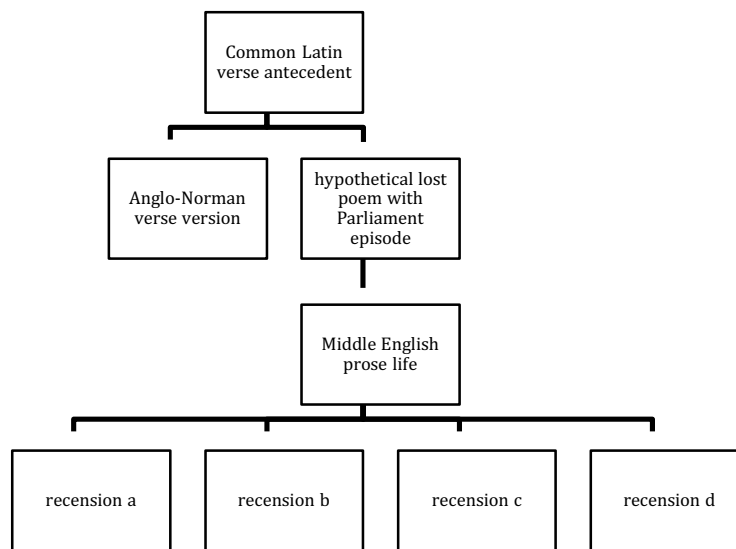 Common Latin
verse antecedent
Anglo-Norman
verse version
hypothetical lost
poem with
Parliament
episode
Middle English
prose life
recension a
recension b
recension c
recension d